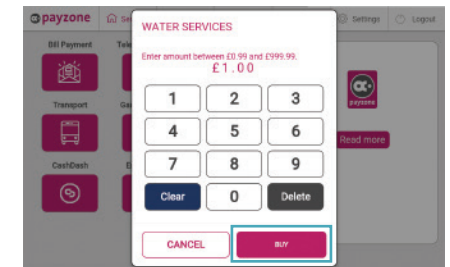 payzone
Settings
Logout
WATER SERVICES
Bill Payment
Enter amount between £0.99 and £999.99.
£1.00
1 2 3
Transport
payzone
4 5 6
Read more
CashDash
7 8 9
Clear 0 Delete
CANCEL BUY